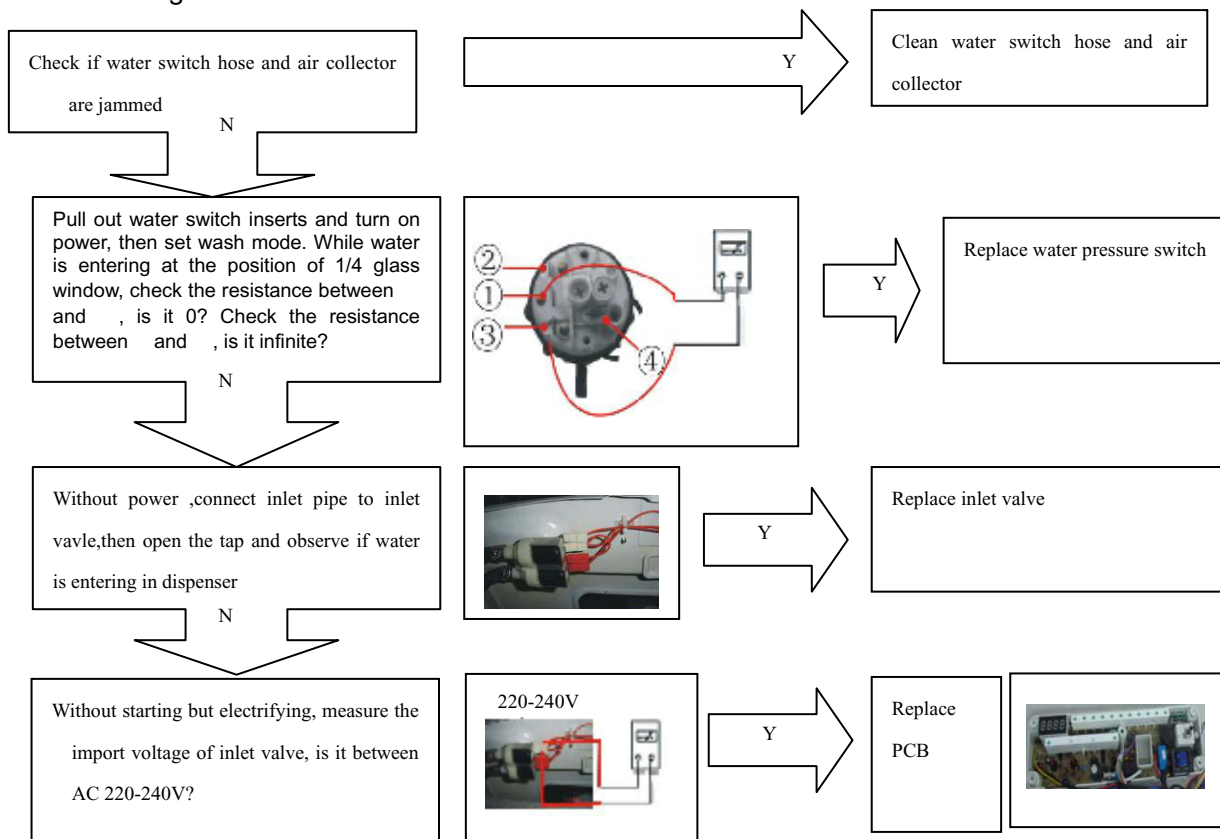 Check if water switch hose and air collector
are jammed
N
Y
Clean water switch hose and air
collector
Pull out water switch inserts and turn on
power, then set wash mode. While water
is entering at the position of 1/4 glass
window, check the resistance between
and , is it 0? Check the resistance
between and , is it infinite?
N
②
①
③
④
Y
Replace water pressure switch
Without power ,connect inlet pipe to inlet
vavle,then open the tap and observe if water
is entering in dispenser
N
Y
Replace inlet valve
Without starting but electrifying, measure the
import voltage of inlet valve, is it between
AC 220-240V?
220-240V
Y
Replace
PCB